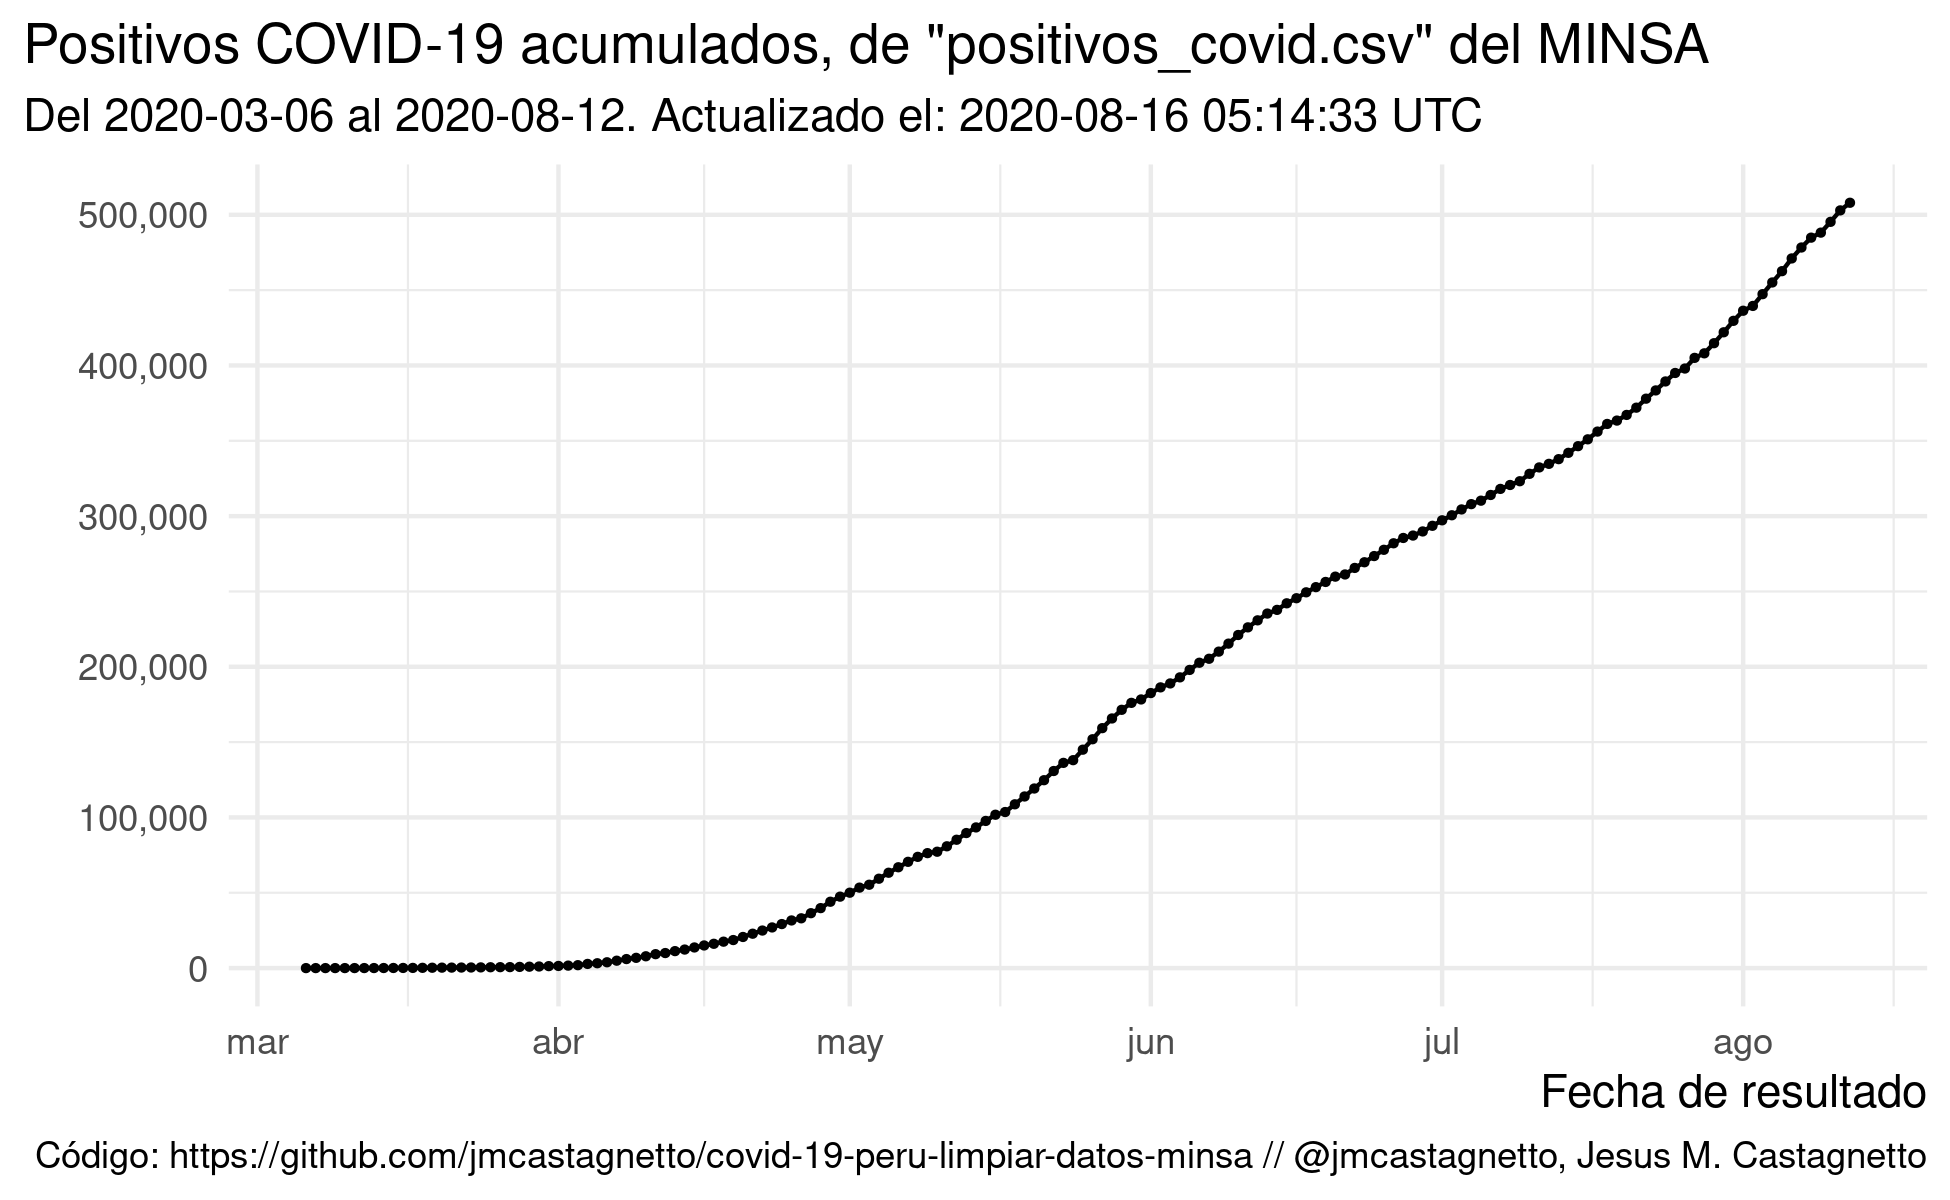 Positivos COVID-19 acumulados, de "positivos_covid.csv" del MINSA
Del 2020-03-06 al 2020-08-12. Actualizado el: 2020-08-16 05:14:33 UTC
500,000
400,000
300,000
200,000
100,000
0
mar abr may jun jul ago
Fecha de resultado
Código: https://github.com/jmcastagnetto/covid-19-peru-limpiar-datos-minsa // @jmcastagnetto, Jesus M. Castagnetto